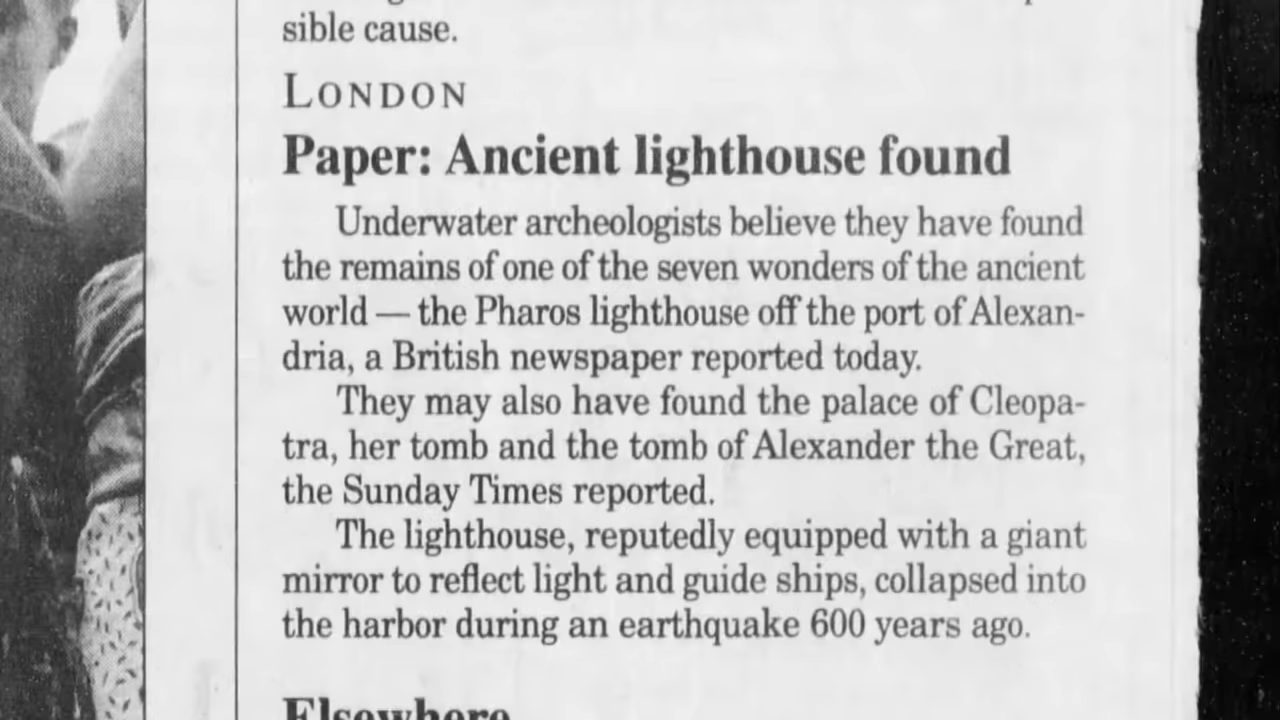 sible cause.
LONDON
Paper: Ancient lighthouse found
Underwater archeologists believe they have found
the remains of one of the seven wonders of the ancient
world — the Pharos lighthouse off the port of Alexan-
dria, a British newspaper reported today.
They may also have found the palace of Cleopa-
tra, her tomb and the tomb of Alexander the Great,
the Sunday Times reported.
The lighthouse, reputedly equipped with a giant
mirror to reflect light and guide ships, collapsed into
the harbor during an earthquake 600 years ago.
Elsewhere